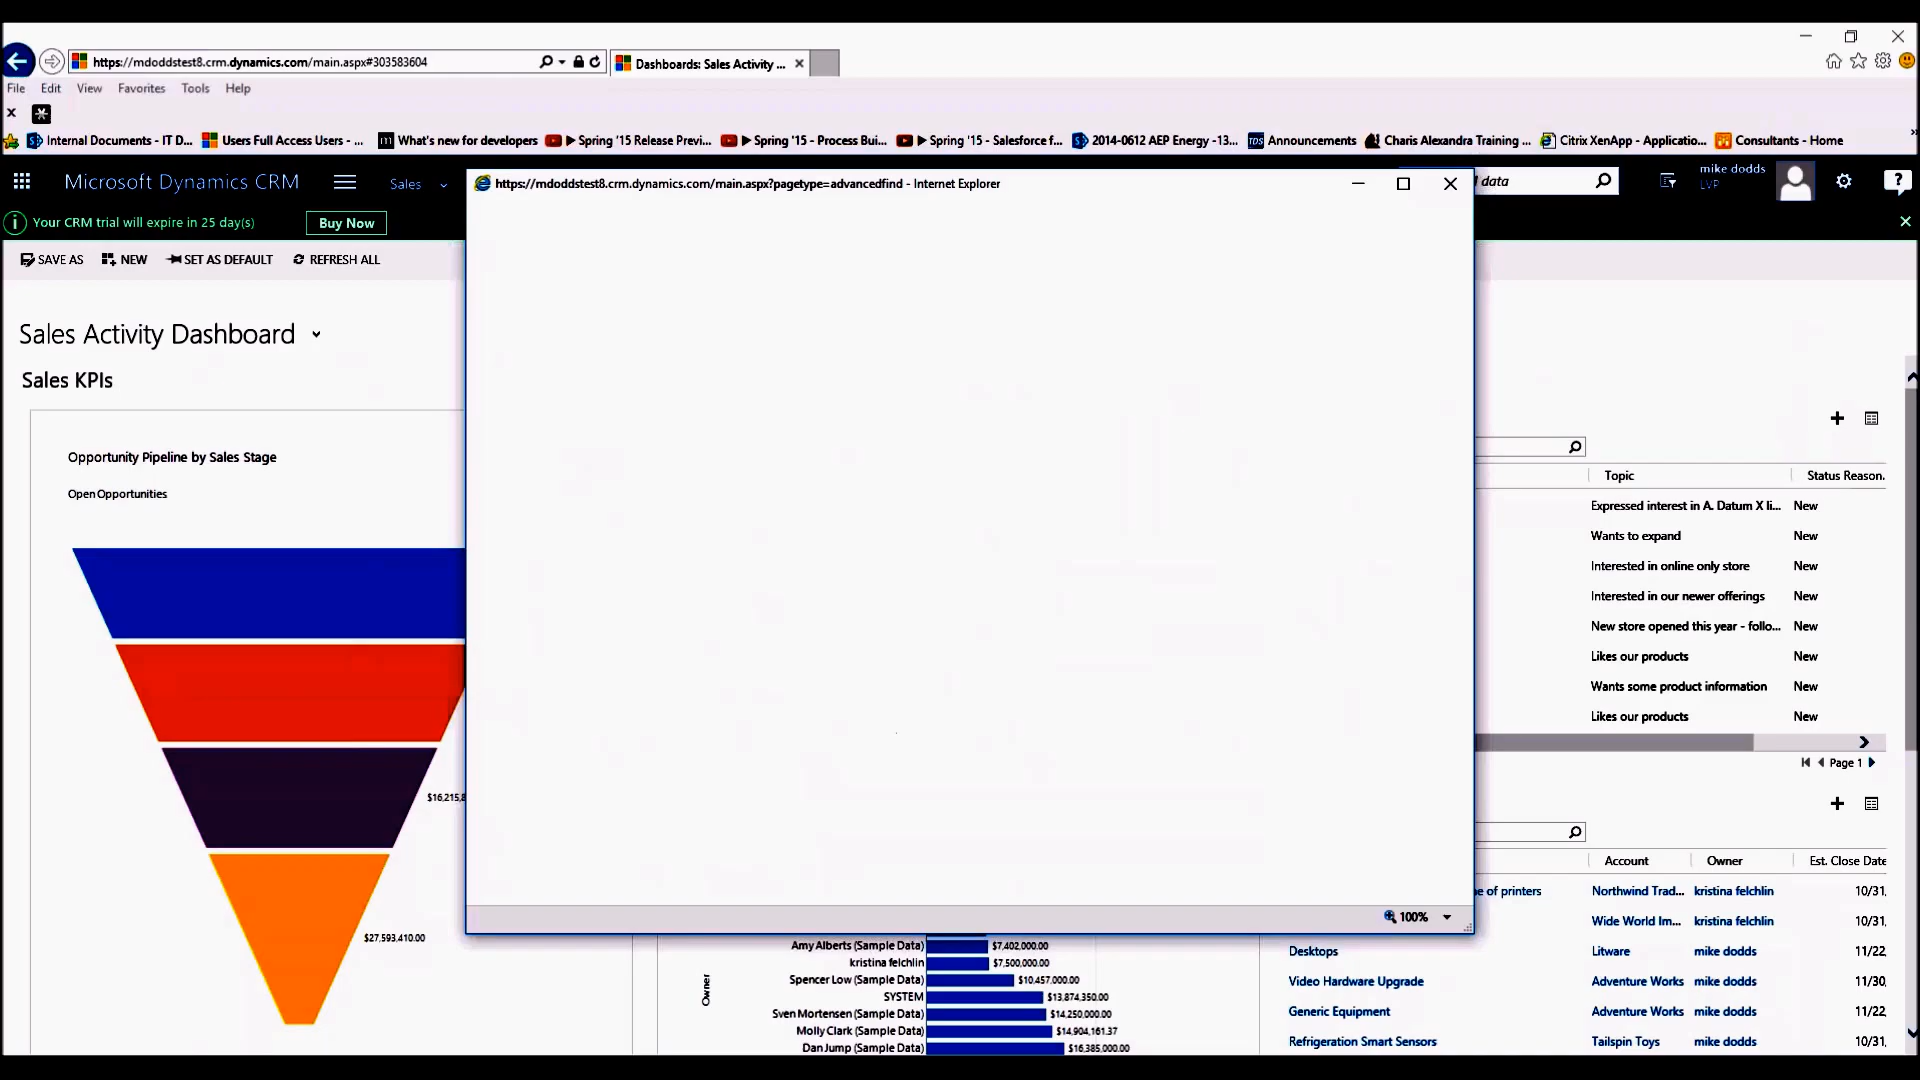 https://mdoddstest8.crm.dynamics.com/main.aspx#303583604
Dashboards: Sales Activity ...
File Edit View Favorites Tools Help
Internal Documents - IT D... Users Full Access Users - ... What's new for developers Spring '15 Release Previ... Spring '15 - Process Bui... Spring '15 - Salesforce f... 2014-0612 AEP Energy -13... Announcements Charis Alexandra Training ... Citrix XenApp - Applicatio... Consultants - Home
Microsoft Dynamics CRM Sales
https://mdoddstest8.crm.dynamics.com/main.aspx?pagetype=advancedfind - Internet Explorer
data
mike dodds
LVP
Your CRM trial will expire in 25 day(s) Buy Now
SAVE AS NEW SET AS DEFAULT REFRESH ALL
Sales Activity Dashboard
Sales KPIs
Opportunity Pipeline by Sales Stage
Open Opportunities
$16,215,8
$27,593,410.00
100%
Owner
Amy Alberts (Sample Data) $7,402,000.00
kristina felchlin $7,500,000.00
Spencer Low (Sample Data) $10,457,000.00
SYSTEM $13,874,350.00
Sven Mortensen (Sample Data) $14,250,000.00
Molly Clark (Sample Data) $14,904,161.37
Dan Jump (Sample Data) $16,385,000.00
Topic Status Reason.
Expressed interest in A. Datum X li... New
Wants to expand New
Interested in online only store New
Interested in our newer offerings New
New store opened this year - follo... New
Likes our products New
Wants some product information New
Likes our products New
Page 1
Account Owner Est. Close Date
ne of printers Northwind Trad... kristina felchlin 10/31,
Wide World Im... kristina felchlin 10/31,
Desktops Litware mike dodds 11/22,
Video Hardware Upgrade Adventure Works mike dodds 11/30,
Generic Equipment Adventure Works mike dodds 11/22,
Refrigeration Smart Sensors Tailspin Toys mike dodds 10/31,